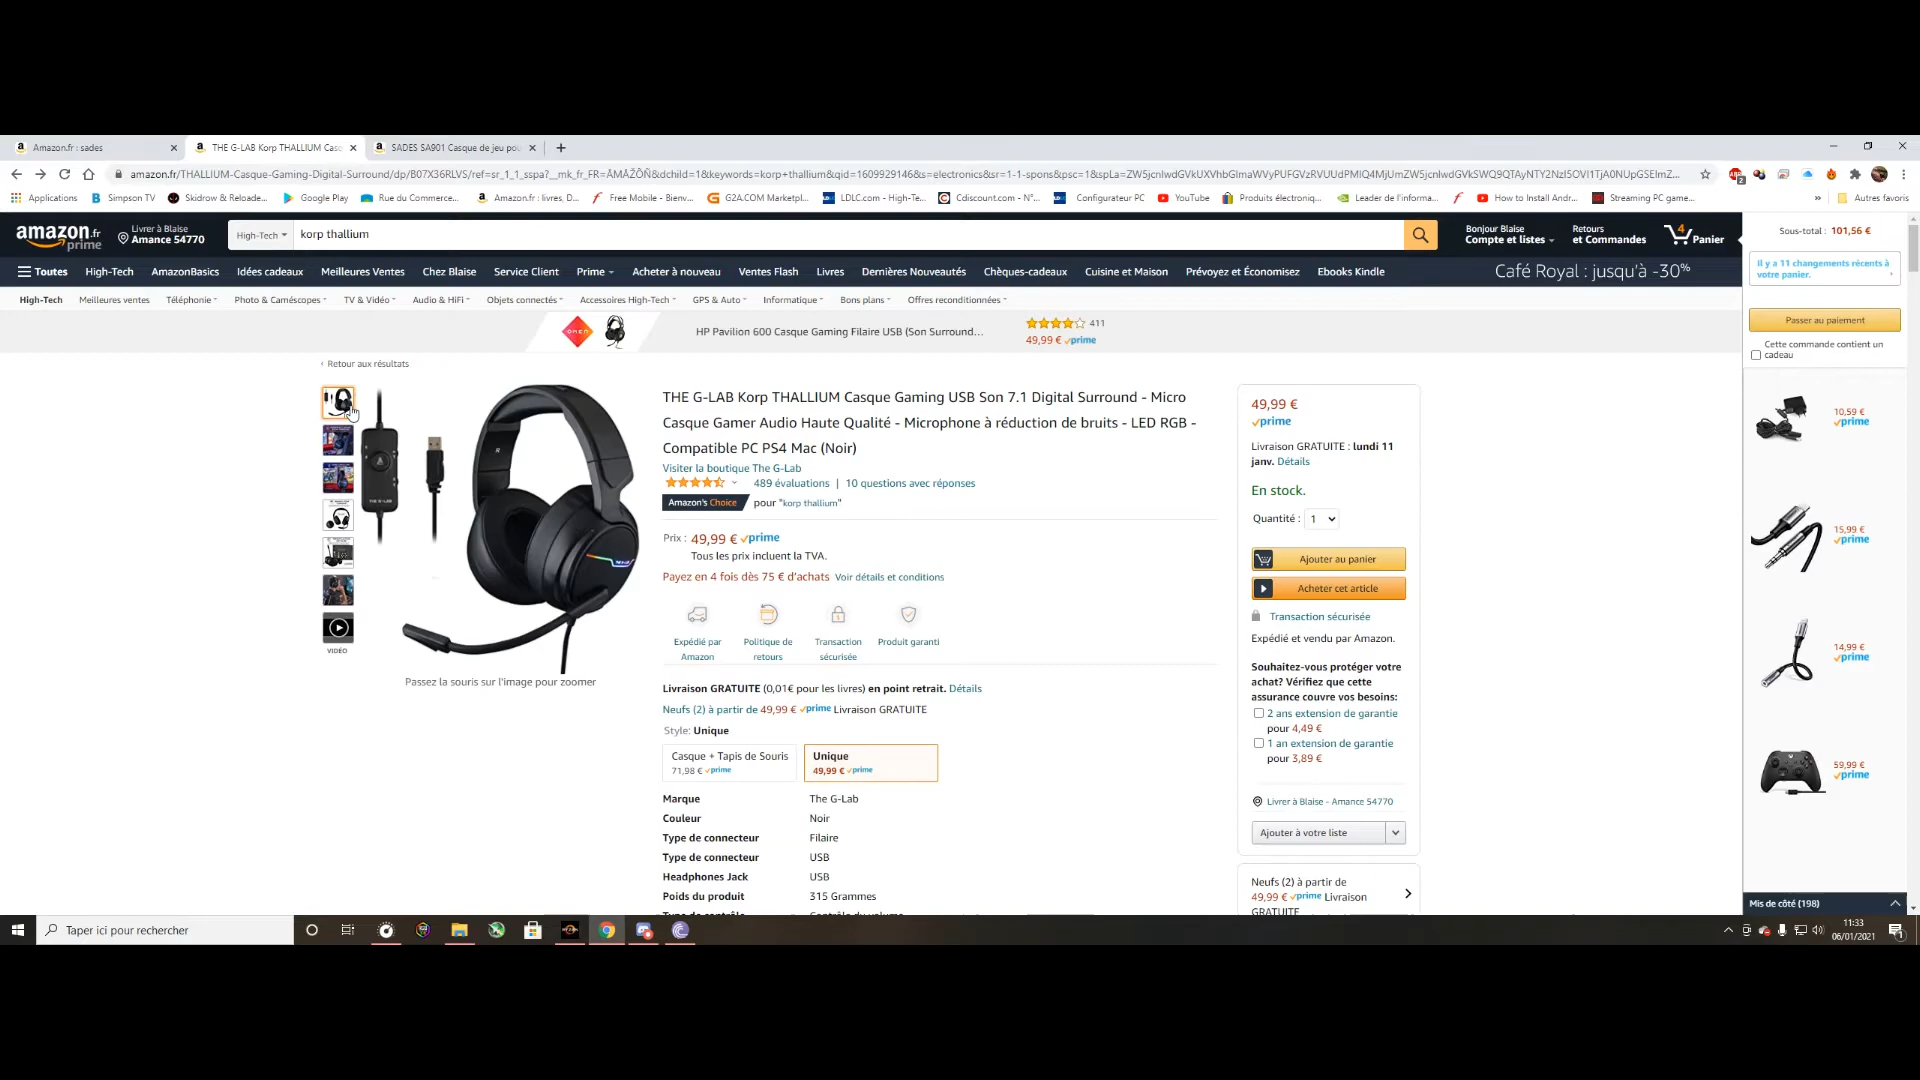 Amazon.fr : sades
THE G-LAB Korp THALLIUM Casq
SADES SA901 Casque de jeu pou
amazon.fr/THALLIUM-Casque-Gaming-Digital-Surround/dp/B07X36RLVS/ref=sr_1_1_sspa?__mk_fr_FR=ÅMÅŽÕÑ&dchild=1&keywords=korp+thallium&qid=1609929146&s=electronics&sr=1-1-spons&psc=1
Applications
Simpson TV
Skidrow & Reloade...
Google Play
Rue du Commerce...
Amazon.fr : livres, D...
Free Mobile - Bienv...
G2A.COM Marketpl...
LDLC.com - High-Te...
Cdiscount.com - N°...
Configurateur PC
YouTube
Produits électroniq...
Leader de l'informa...
How to Install Andr...
Streaming PC game...
»
Autres favoris
amazon.fr
prime
Livrer à Blaise
Amance 54770
High-Tech
korp thallium
Bonjour Blaise
Compte et listes
Retours
et Commandes
4
Panier
Toutes
High-Tech
AmazonBasics
Idées cadeaux
Meilleures Ventes
Chez Blaise
Service Client
Prime
Acheter à nouveau
Ventes Flash
Livres
Dernières Nouveautés
Chèques-cadeaux
Cuisine et Maison
Prévoyez et Économisez
Ebooks Kindle
Café Royal : jusqu'à -30%
High-Tech
Meilleures ventes
Téléphonie
Photo & Caméscopes
TV & Vidéo
Audio & HiFi
Objets connectés
Accessoires High-Tech
GPS & Auto
Informatique
Bons plans
Offres reconditionnées
OMEN
HP Pavilion 600 Casque Gaming Filaire USB (Son Surround...
411
49,99 € prime
‹ Retour aux résultats
THE G-LAB
R
VIDÉO
Passez la souris sur l'image pour zoomer
THE G-LAB Korp THALLIUM Casque Gaming USB Son 7.1 Digital Surround - Micro
Casque Gamer Audio Haute Qualité - Microphone à réduction de bruits - LED RGB -
Compatible PC PS4 Mac (Noir)
Visiter la boutique The G-Lab
489 évaluations | 10 questions avec réponses
Amazon's Choice pour "korp thallium"
Prix : 49,99 € prime
Tous les prix incluent la TVA.
Payez en 4 fois dès 75 € d'achats Voir détails et conditions
Expédié par
Amazon
Politique de
retours
Transaction
sécurisée
Produit garanti
Livraison GRATUITE (0,01€ pour les livres) en point retrait. Détails
Neufs (2) à partir de 49,99 € prime Livraison GRATUITE
Style: Unique
Casque + Tapis de Souris
71,98 € prime
Unique
49,99 € prime
Marque The G-Lab
Couleur Noir
Type de connecteur Filaire
Type de connecteur USB
Headphones Jack USB
Poids du produit 315 Grammes
Type de contrôle Contrôle du volume
49,99 €
prime
Livraison GRATUITE : lundi 11
janv. Détails
En stock.
Quantité : 1
Ajouter au panier
Acheter cet article
Transaction sécurisée
Expédié et vendu par Amazon.
Souhaitez-vous protéger votre
achat? Vérifiez que cette
assurance couvre vos besoins:
2 ans extension de garantie
pour 4,49 €
1 an extension de garantie
pour 3,89 €
Livrer à Blaise - Amance 54770
Ajouter à votre liste
Neufs (2) à partir de
49,99 € prime Livraison
GRATUITE
Sous-total : 101,56 €
Il y a 11 changements récents à
votre panier.
Passer au paiement
Cette commande contient un
cadeau
10,59 €
prime
15,99 €
prime
14,99 €
prime
59,99 €
prime
Mis de côté (198)
Taper ici pour rechercher
11:33
06/01/2021
1